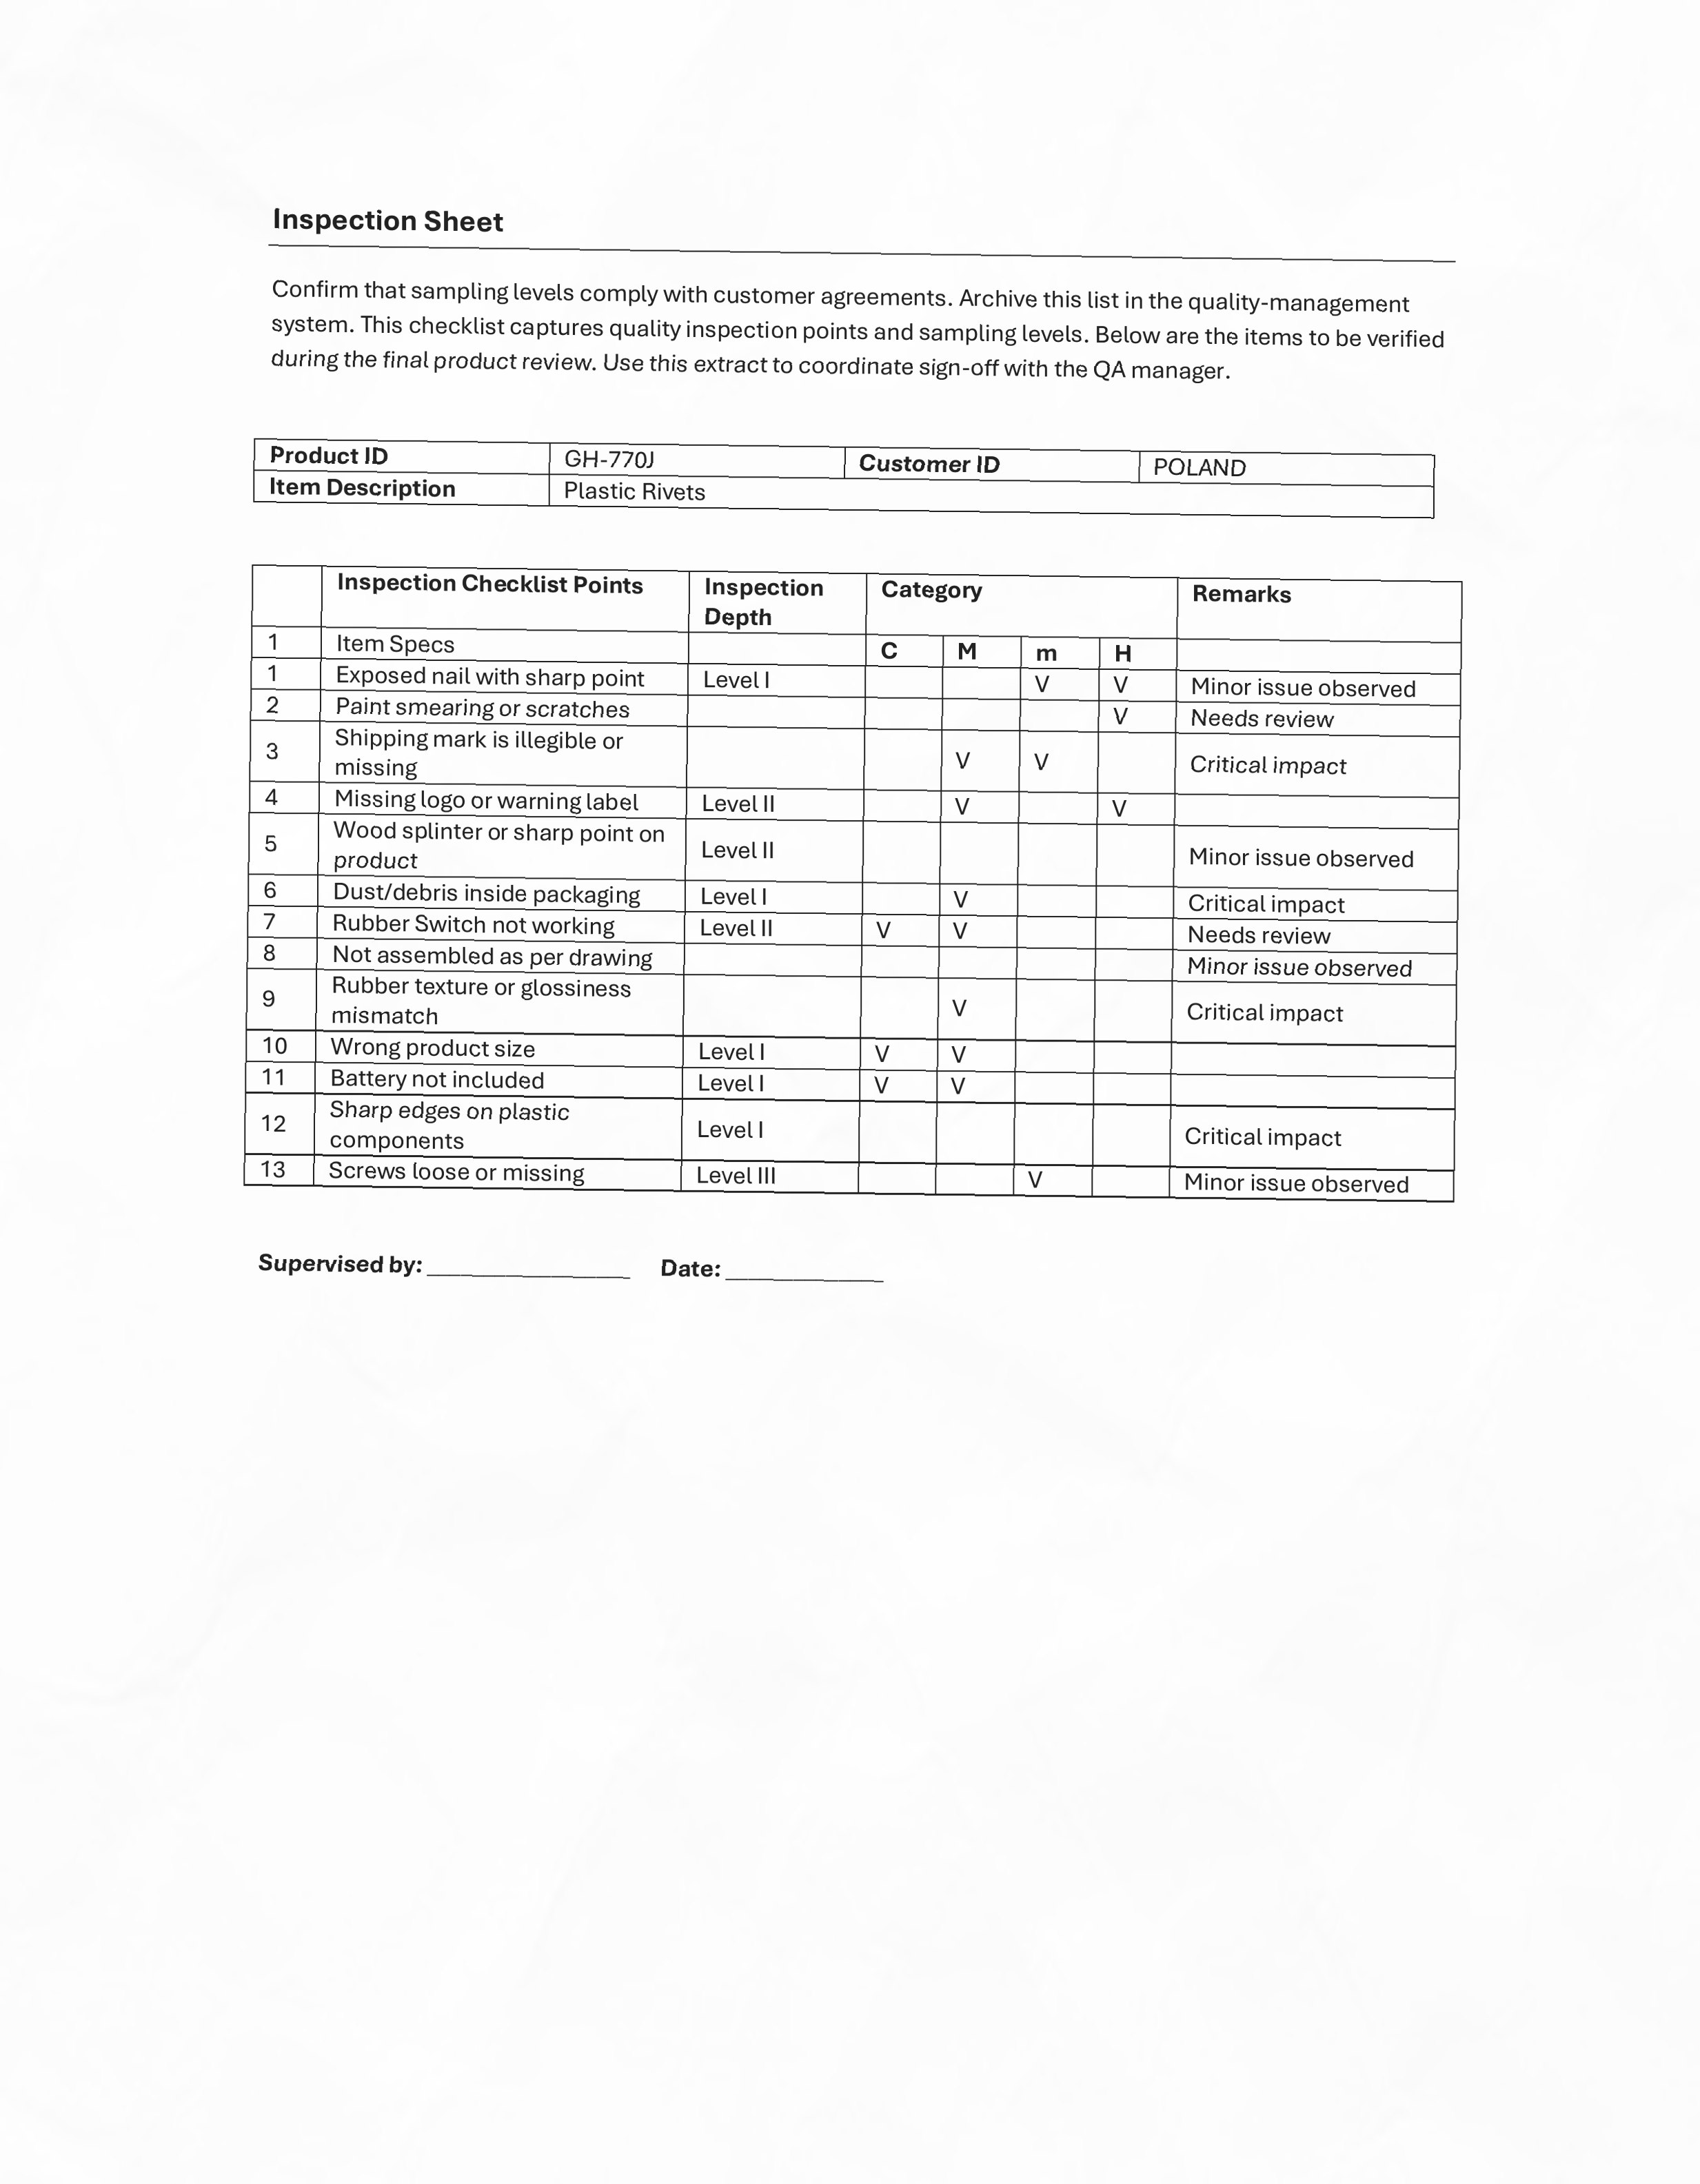 Inspection Sheet
Confirm that sampling levels comply with customer agreements. Archive this list in the quality-management
system. This checklist captures quality inspection points and sampling levels. Below are the items to be verified
during the final product review. Use this extract to coordinate sign-off with the QA manager.
Product ID GH-770J Customer ID POLAND
Item Description Plastic Rivets
Inspection Checklist Points Inspection Depth Category Remarks
1 Item Specs C M m H
1 Exposed nail with sharp point Level I V V Minor issue observed
2 Paint smearing or scratches V Needs review
3 Shipping mark is illegible or missing V V Critical impact
4 Missing logo or warning label Level II V V
5 Wood splinter or sharp point on product Level II Minor issue observed
6 Dust/debris inside packaging Level I V Critical impact
7 Rubber Switch not working Level II V V Needs review
8 Not assembled as per drawing Minor issue observed
9 Rubber texture or glossiness mismatch V Critical impact
10 Wrong product size Level I V V
11 Battery not included Level I V V
12 Sharp edges on plastic components Level I Critical impact
13 Screws loose or missing Level III V Minor issue observed
Supervised by: __________________ Date: ______________